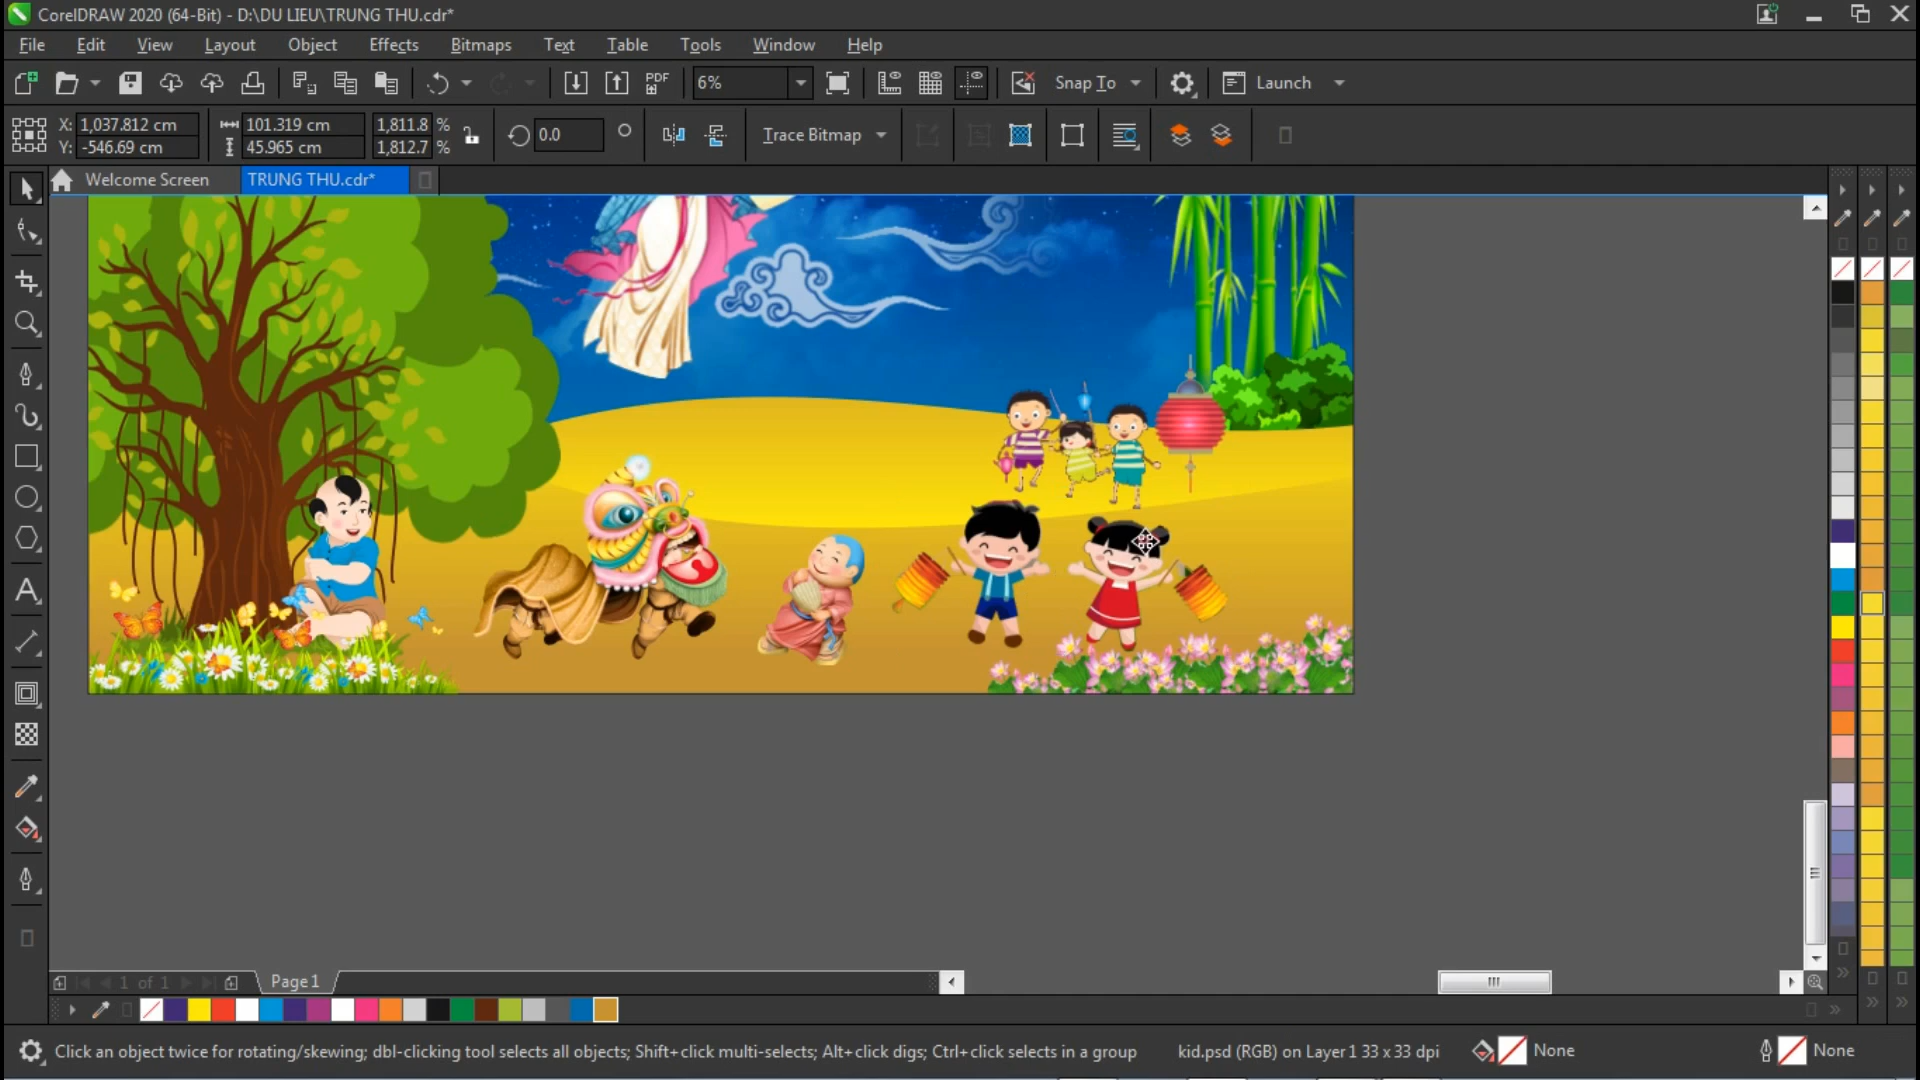 CorelDRAW 2020 (64-Bit) - D:\DU LIEU\TRUNG THU.cdr*
File Edit View Layout Object Effects Bitmaps Text Table Tools Window Help
PDF 6% Snap To Launch
X: 1,037.812 cm 101.319 cm 1,811.8 % 0.0 Trace Bitmap
Y: -546.69 cm 45.965 cm 1,812.7 %
Welcome Screen TRUNG THU.cdr*
1 of 1 Page1
Click an object twice for rotating/skewing; dbl-clicking tool selects all objects; Shift+click multi-selects; Alt+click digs; Ctrl+click selects in a group kid.psd (RGB) on Layer 1 33 x 33 dpi None None